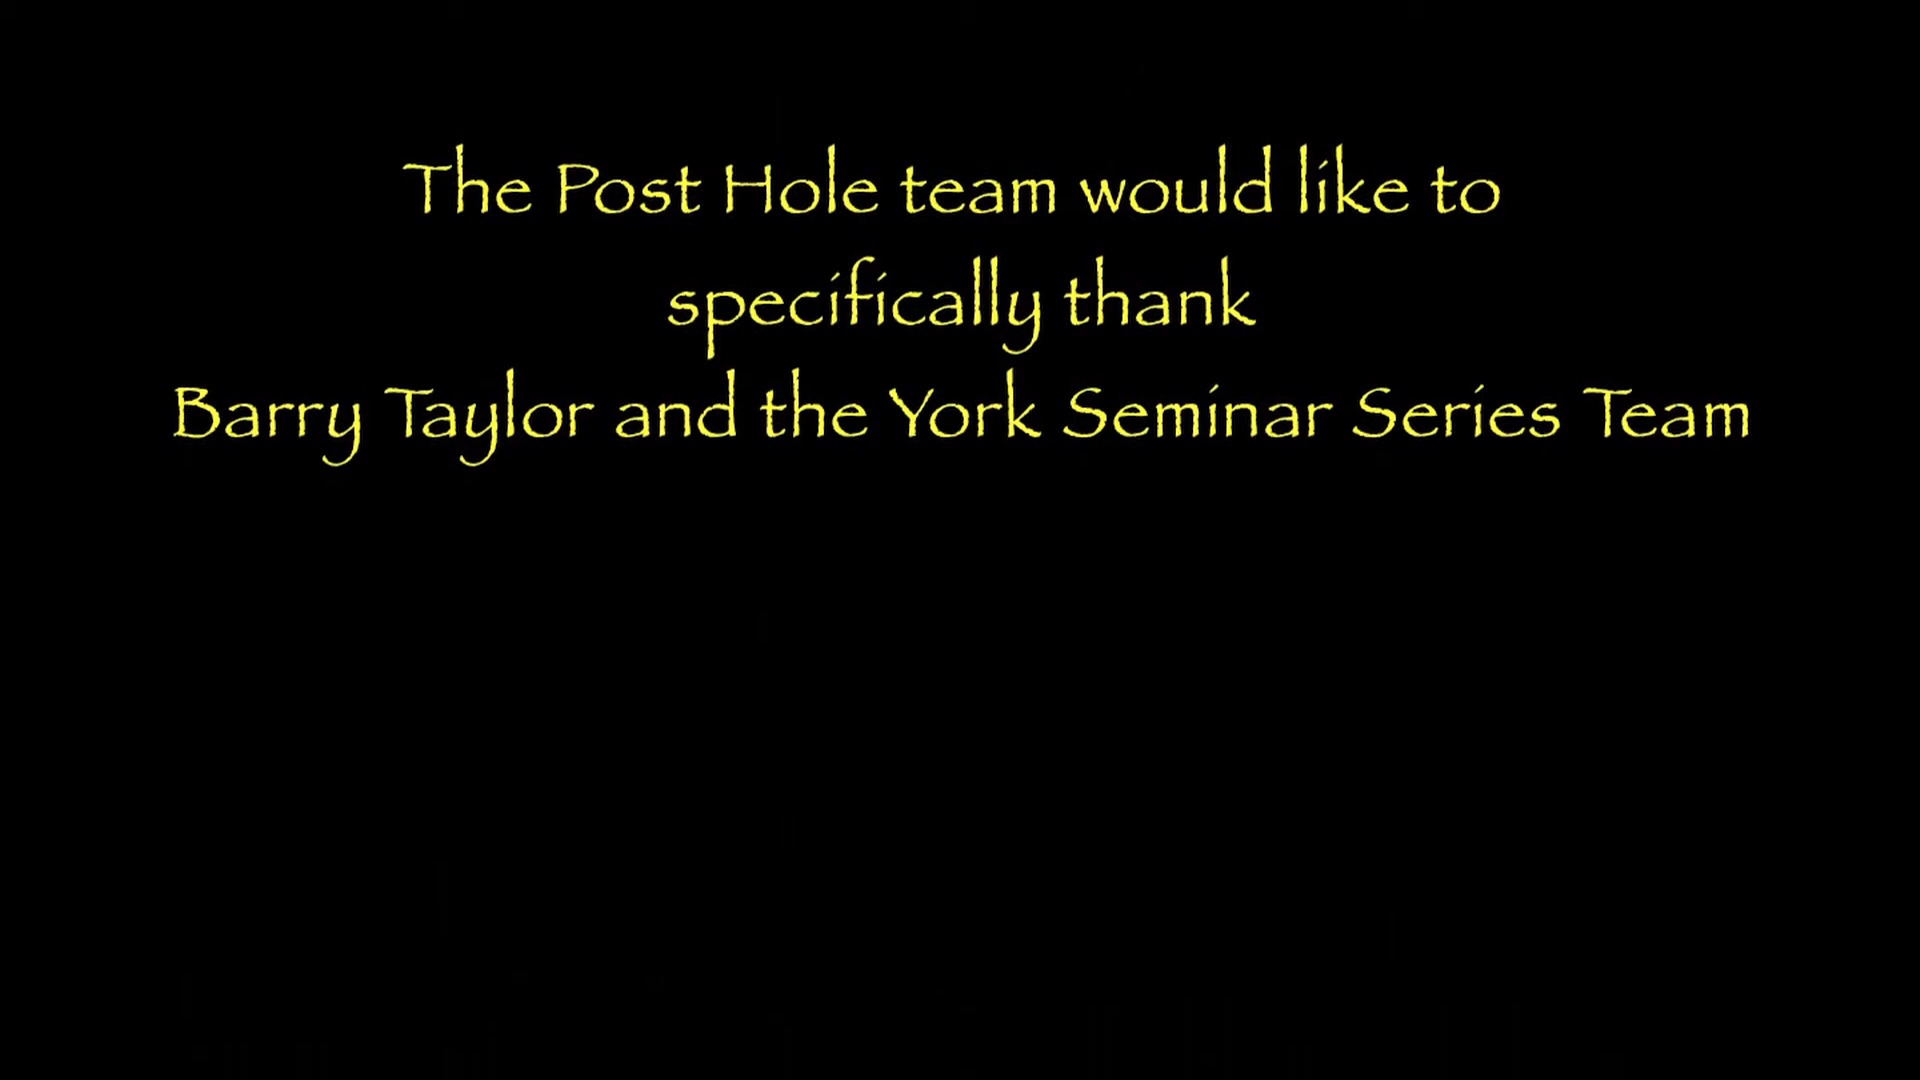 The Post Hole team would like to
specifically thank
Barry Taylor and the York Seminar Series Team